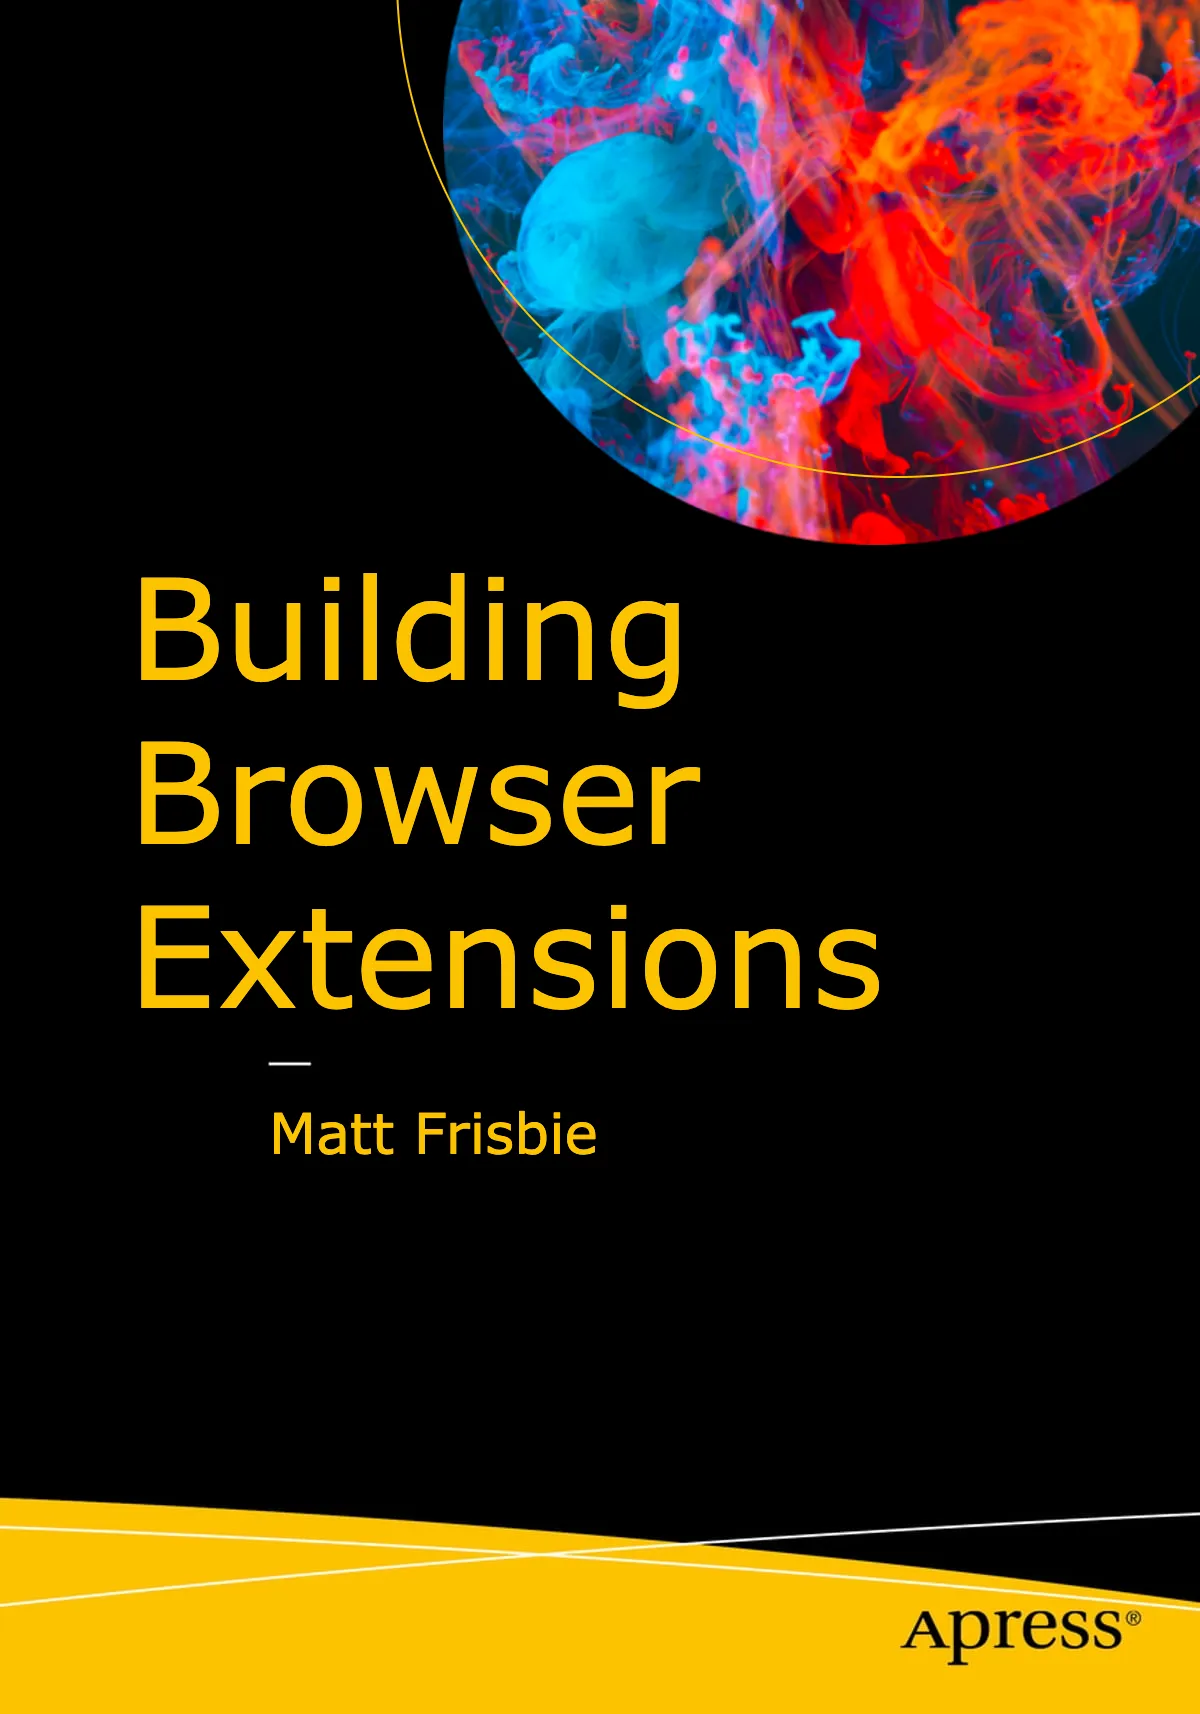 Building
Browser
Extensions
—
Matt Frisbie
Apress®